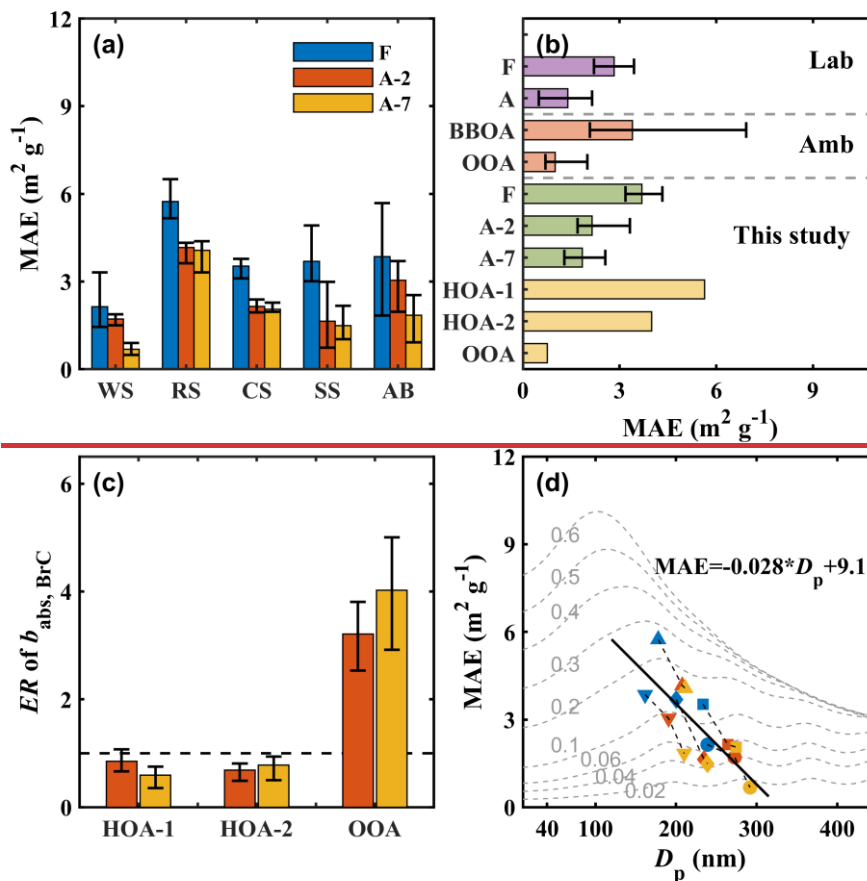 (a)
F
A-2
A-7
12
9
6
3
0
MAE (m² g⁻¹)
WS RS CS SS AB
(b)
Lab
F
A
BBOA
Amb
OOA
F
This study
A-2
A-7
HOA-1
HOA-2
OOA
0 3 6 9
MAE (m² g⁻¹)
(c)
6
4
2
0
ER of b abs, BrC
HOA-1 HOA-2 OOA
(d)
12
9
6
3
0
MAE (m² g⁻¹)
MAE=-0.028*Dp+9.1
0.6
0.5
0.4
0.3
0.2
0.1
0.06
0.04
0.02
40 100 200 300 400
Dp (nm)